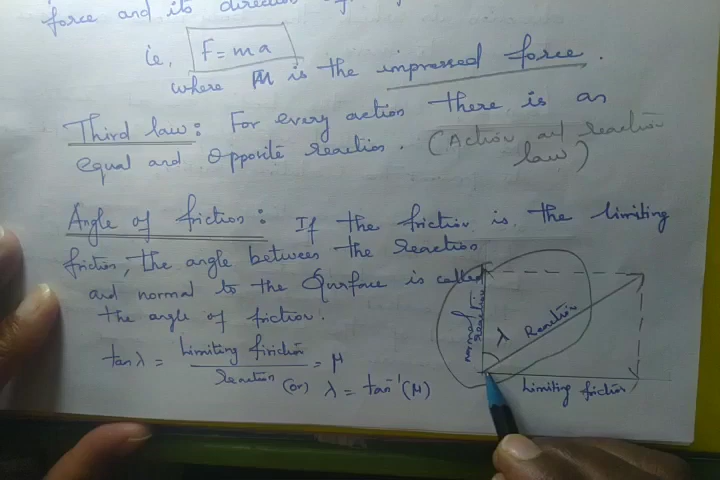 force and its direction
ie, F = ma
where m is the impressed force.
Third law: For every action there is an
equal and opposite reaction. (Action and reaction
law)
Angle of friction: If the friction is the limiting
friction, the angle between the reaction
and normal to the Surface is called
the angle of friction.
tan λ = Limiting friction / reaction = μ
(or) λ = tan⁻¹(μ)
normal reaction
λ
Reaction
Limiting friction